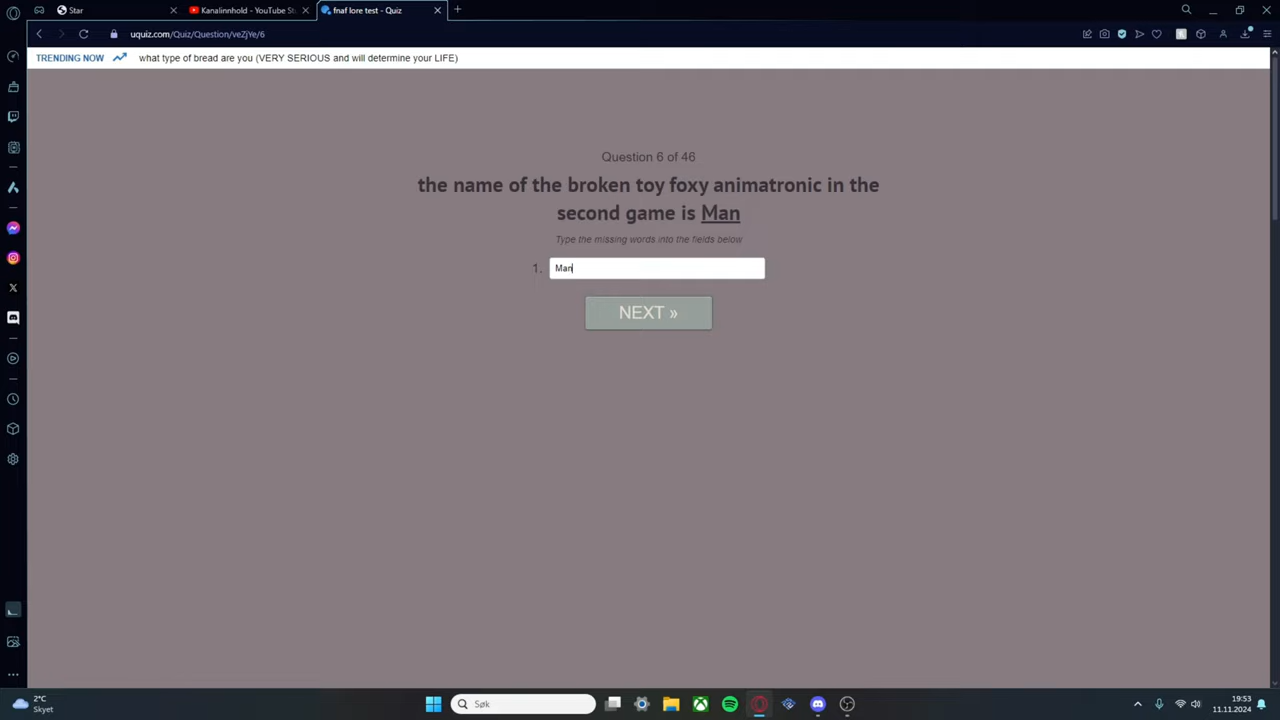 Star
Kanalinnhold - YouTube St
fnaf lore test - Quiz
uquiz.com/Quiz/Question/veZjYe/6
TRENDING NOW
what type of bread are you (VERY SERIOUS and will determine your LIFE)
Question 6 of 46
the name of the broken toy foxy animatronic in the
second game is Man
Type the missing words into the fields below
1.
Man
NEXT »
2°C
Skyet
Søk
19:53
11.11.2024